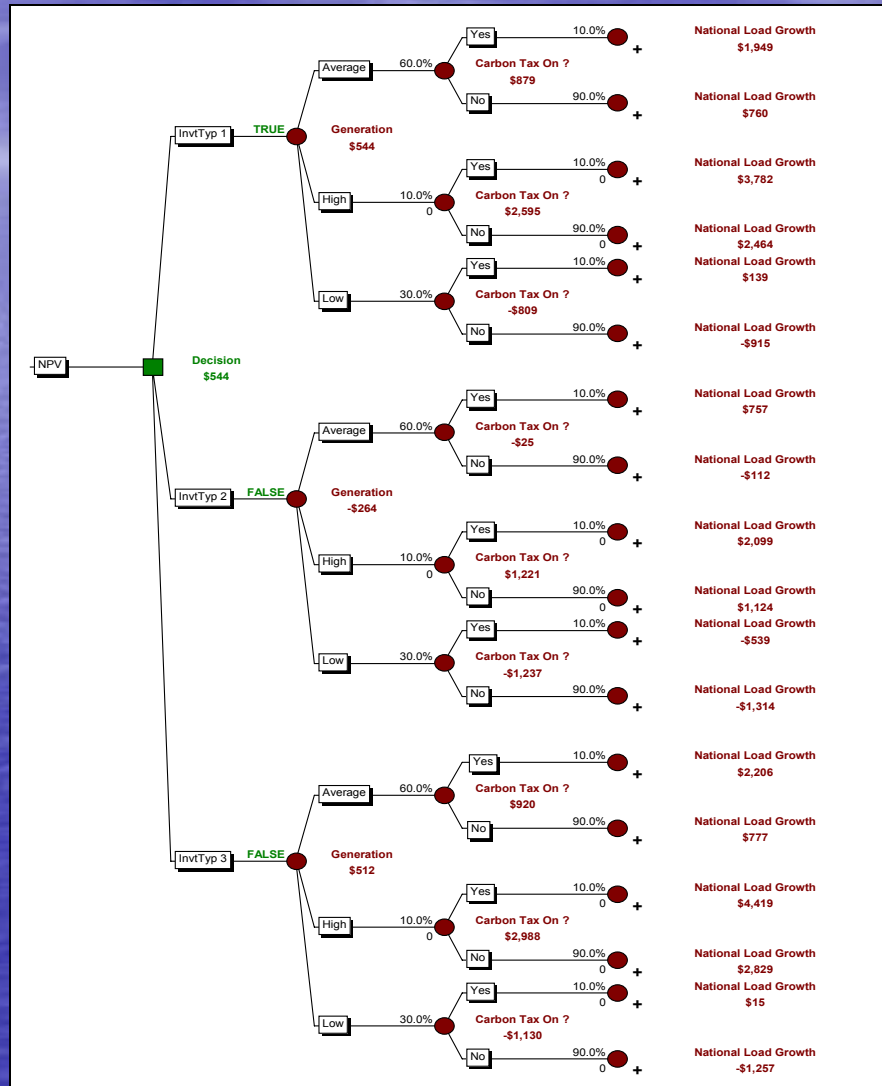 Yes
10.0%
+
National Load Growth
$1,949
Average
60.0%
Carbon Tax On ?
$879
No
90.0%
+
National Load Growth
$760
InvtTyp 1
TRUE
Generation
$544
Yes
10.0%
0
+
National Load Growth
$3,782
High
10.0%
0
Carbon Tax On ?
$2,595
No
90.0%
0
+
National Load Growth
$2,464
Yes
10.0%
+
National Load Growth
$139
Low
30.0%
Carbon Tax On ?
-$809
No
90.0%
+
National Load Growth
-$915
NPV
Decision
$544
Yes
10.0%
+
National Load Growth
$757
Average
60.0%
Carbon Tax On ?
-$25
No
90.0%
+
National Load Growth
-$112
InvtTyp 2
FALSE
Generation
-$264
Yes
10.0%
0
+
National Load Growth
$2,099
High
10.0%
0
Carbon Tax On ?
$1,221
No
90.0%
0
+
National Load Growth
$1,124
Yes
10.0%
+
National Load Growth
-$539
Low
30.0%
Carbon Tax On ?
-$1,237
No
90.0%
+
National Load Growth
-$1,314
Yes
10.0%
+
National Load Growth
$2,206
Average
60.0%
Carbon Tax On ?
$920
No
90.0%
+
National Load Growth
$777
InvtTyp 3
FALSE
Generation
$512
Yes
10.0%
0
+
National Load Growth
$4,419
High
10.0%
0
Carbon Tax On ?
$2,988
No
90.0%
0
+
National Load Growth
$2,829
Yes
10.0%
0
+
National Load Growth
$15
Low
30.0%
Carbon Tax On ?
-$1,130
No
90.0%
0
+
National Load Growth
-$1,257